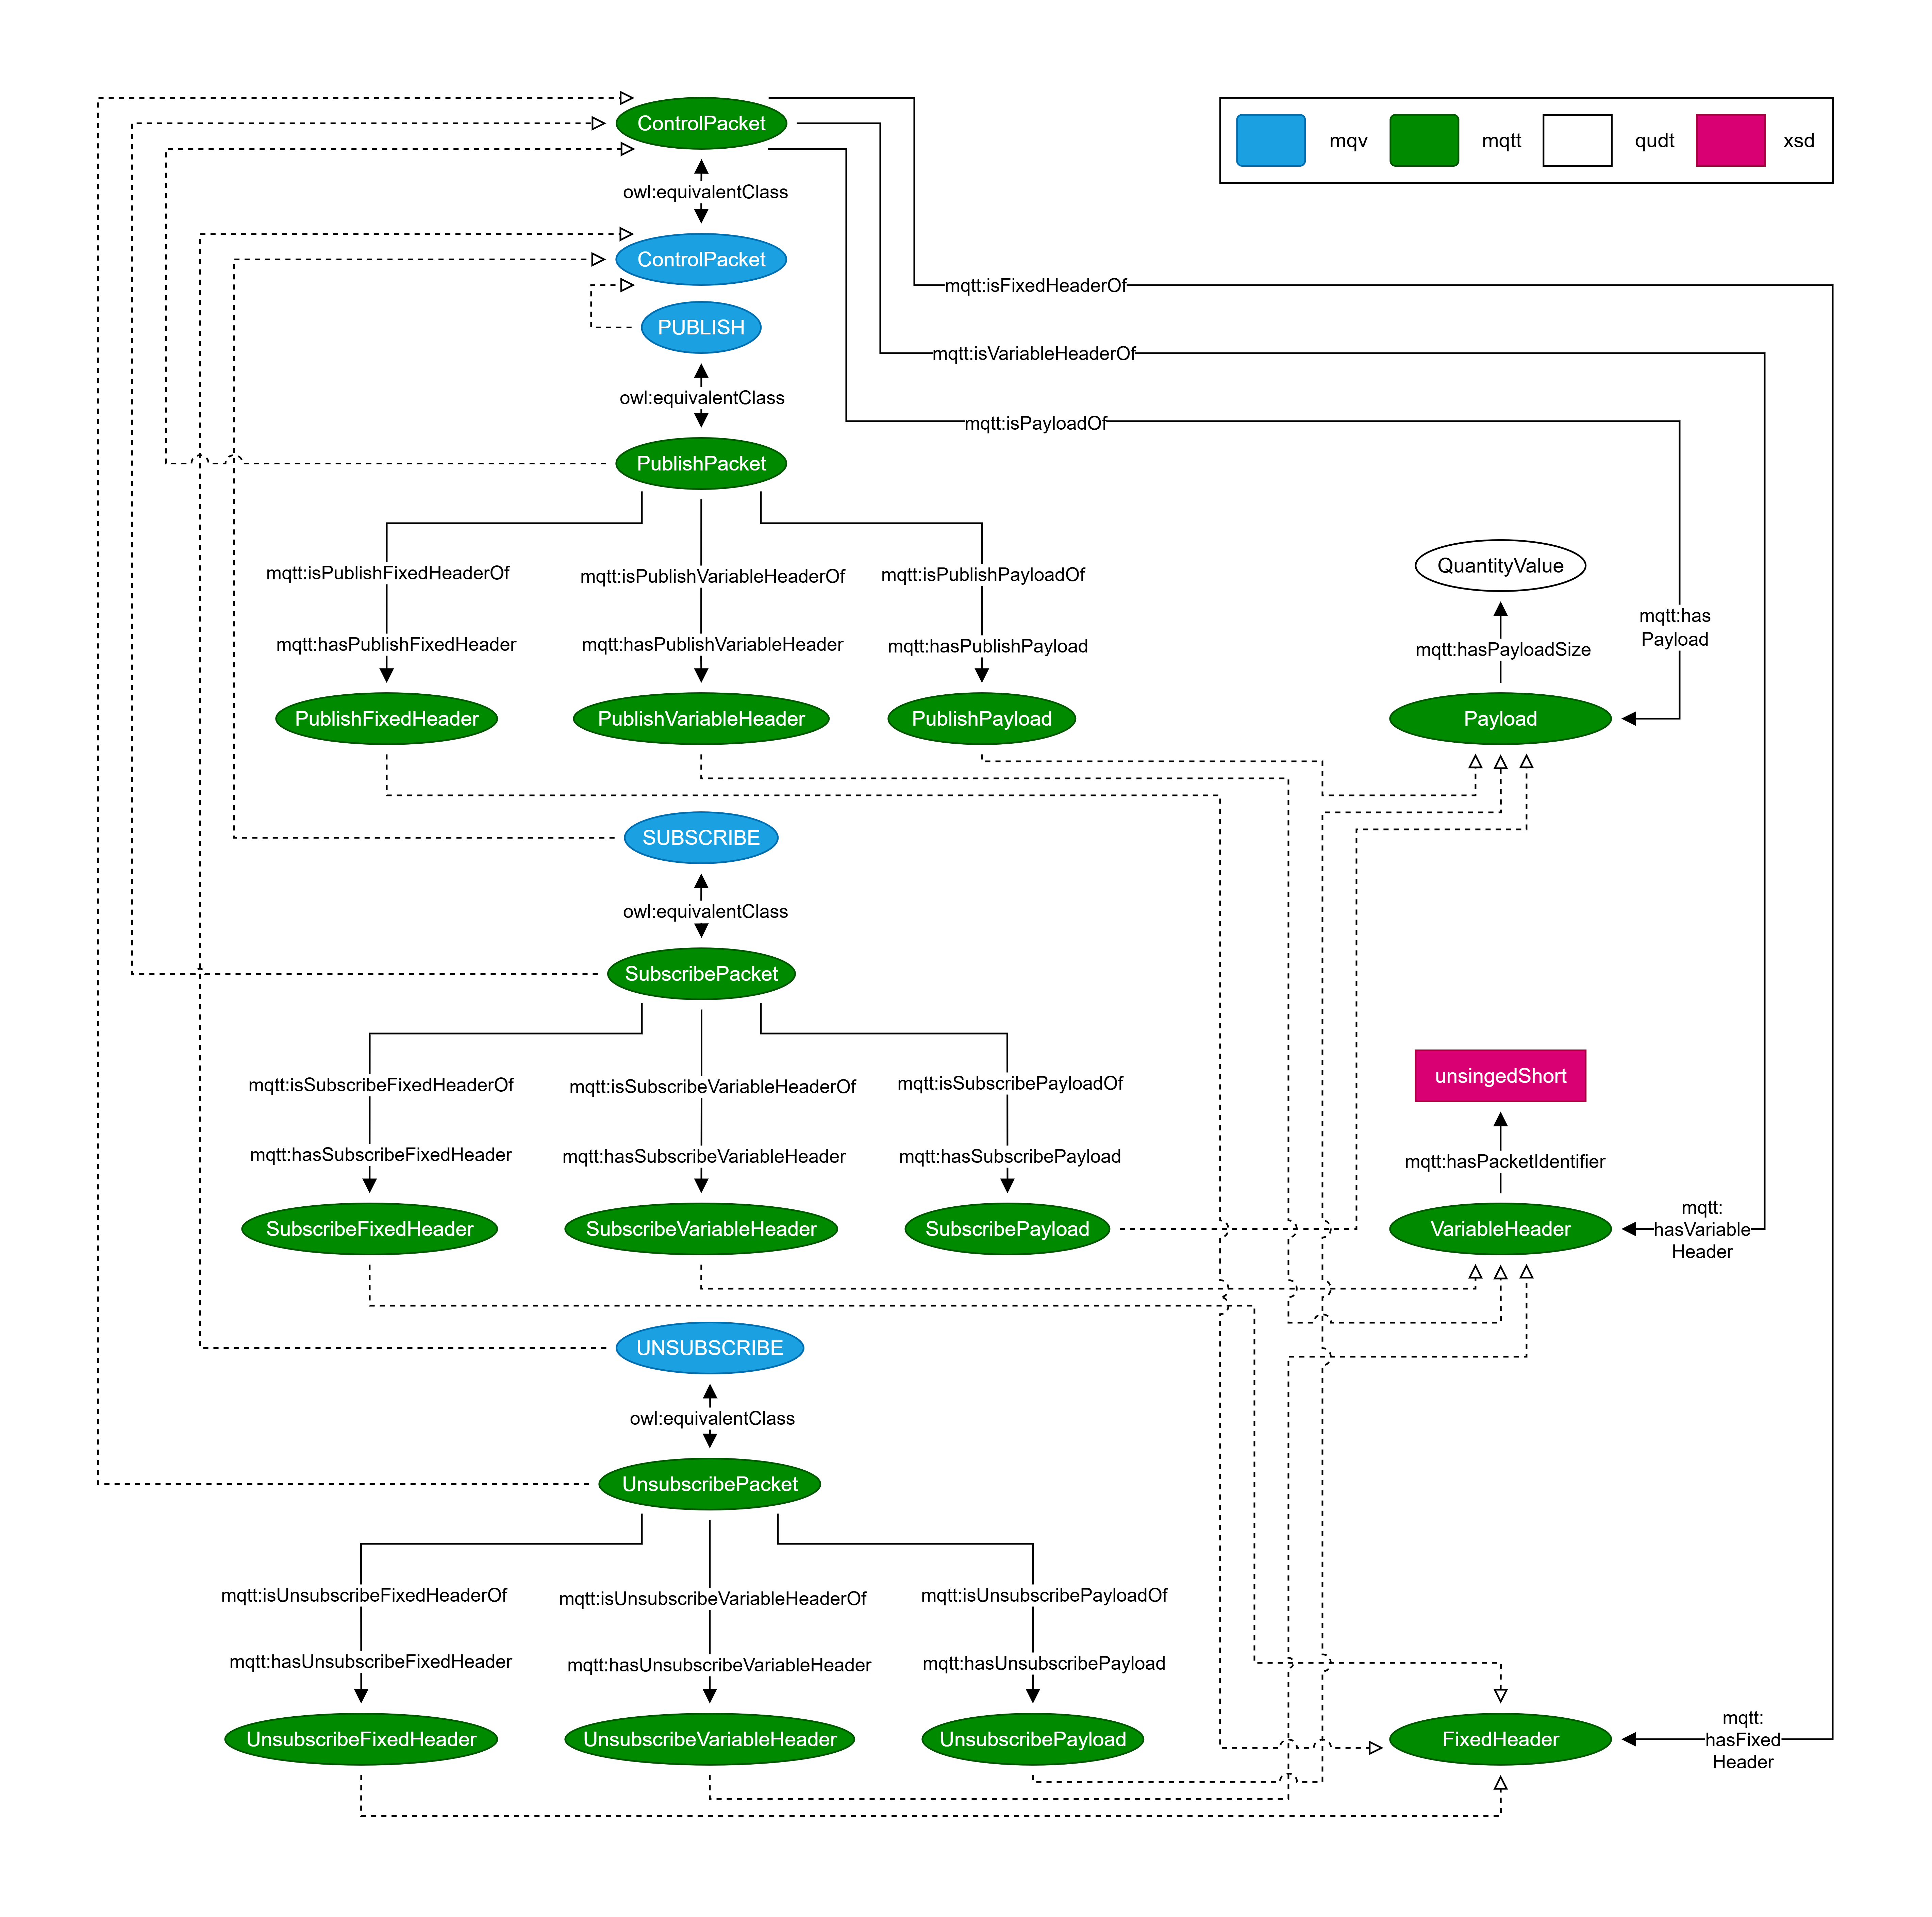 ControlPacket
mqv
mqtt
qudt
xsd
owl:equivalentClass
ControlPacket
mqtt:isFixedHeaderOf
PUBLISH
mqtt:isVariableHeaderOf
owl:equivalentClass
mqtt:isPayloadOf
PublishPacket
QuantityValue
mqtt:isPublishFixedHeaderOf
mqtt:isPublishVariableHeaderOf
mqtt:isPublishPayloadOf
mqtt:has
Payload
mqtt:hasPublishFixedHeader
mqtt:hasPublishVariableHeader
mqtt:hasPublishPayload
mqtt:hasPayloadSize
PublishFixedHeader
PublishVariableHeader
PublishPayload
Payload
SUBSCRIBE
owl:equivalentClass
SubscribePacket
unsingedShort
mqtt:isSubscribeFixedHeaderOf
mqtt:isSubscribeVariableHeaderOf
mqtt:isSubscribePayloadOf
mqtt:hasSubscribeFixedHeader
mqtt:hasSubscribeVariableHeader
mqtt:hasSubscribePayload
mqtt:hasPacketIdentifier
SubscribeFixedHeader
SubscribeVariableHeader
SubscribePayload
VariableHeader
mqtt:
hasVariable
Header
UNSUBSCRIBE
owl:equivalentClass
UnsubscribePacket
mqtt:isUnsubscribeFixedHeaderOf
mqtt:isUnsubscribeVariableHeaderOf
mqtt:isUnsubscribePayloadOf
mqtt:hasUnsubscribeFixedHeader
mqtt:hasUnsubscribeVariableHeader
mqtt:hasUnsubscribePayload
UnsubscribeFixedHeader
UnsubscribeVariableHeader
UnsubscribePayload
FixedHeader
mqtt:
hasFixed
Header